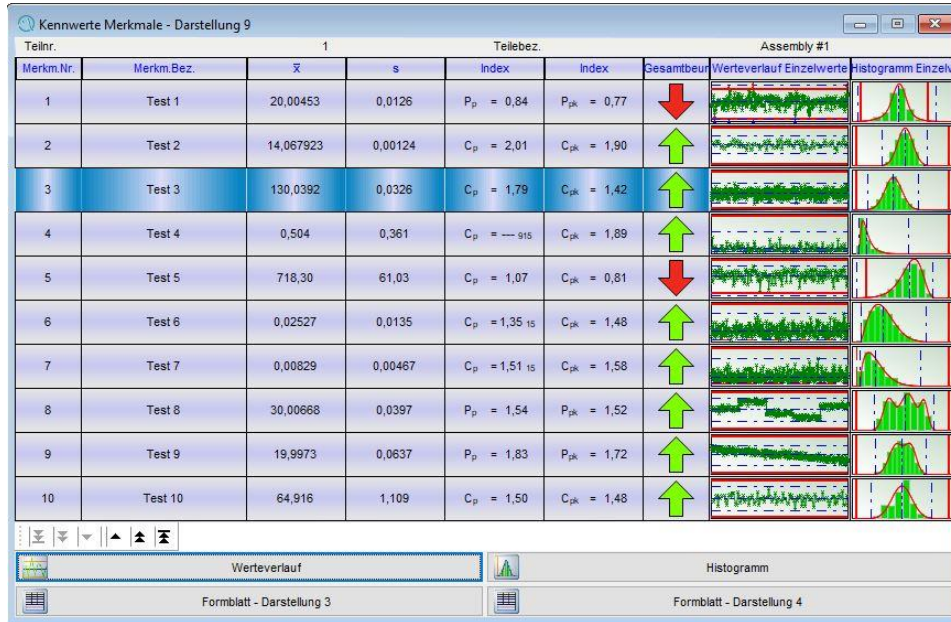 Kennwerte Merkmale - Darstellung 9
Teilnr. 1 Teilebez. Assembly #1
Merkm.Nr. Merkm.Bez. x̅ s Index Index Gesamtbeur Werteverlauf Einzelwerte Histogramm Einzelw
1 Test 1 20,00453 0,0126 Pp = 0,84 Ppk = 0,77
2 Test 2 14,067923 0,00124 Cp = 2,01 Cpk = 1,90
3 Test 3 130,0392 0,0326 Cp = 1,79 Cpk = 1,42
4 Test 4 0,504 0,361 Cp = --- 915 Cpk = 1,89
5 Test 5 718,30 61,03 Cp = 1,07 Cpk = 0,81
6 Test 6 0,02527 0,0135 Cp = 1,35 15 Cpk = 1,48
7 Test 7 0,00829 0,00467 Cp = 1,51 15 Cpk = 1,58
8 Test 8 30,00668 0,0397 Pp = 1,54 Ppk = 1,52
9 Test 9 19,9973 0,0637 Pp = 1,83 Ppk = 1,72
10 Test 10 64,916 1,109 Cp = 1,50 Cpk = 1,48
Werteverlauf Histogramm
Formblatt - Darstellung 3 Formblatt - Darstellung 4